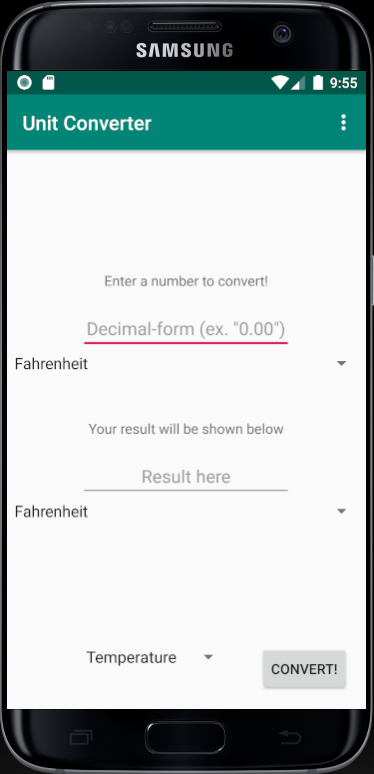 SAMSUNG
9:55
Unit Converter
Enter a number to convert!
Decimal-form (ex. "0.00")
Fahrenheit
Your result will be shown below
Result here
Fahrenheit
Temperature
CONVERT!